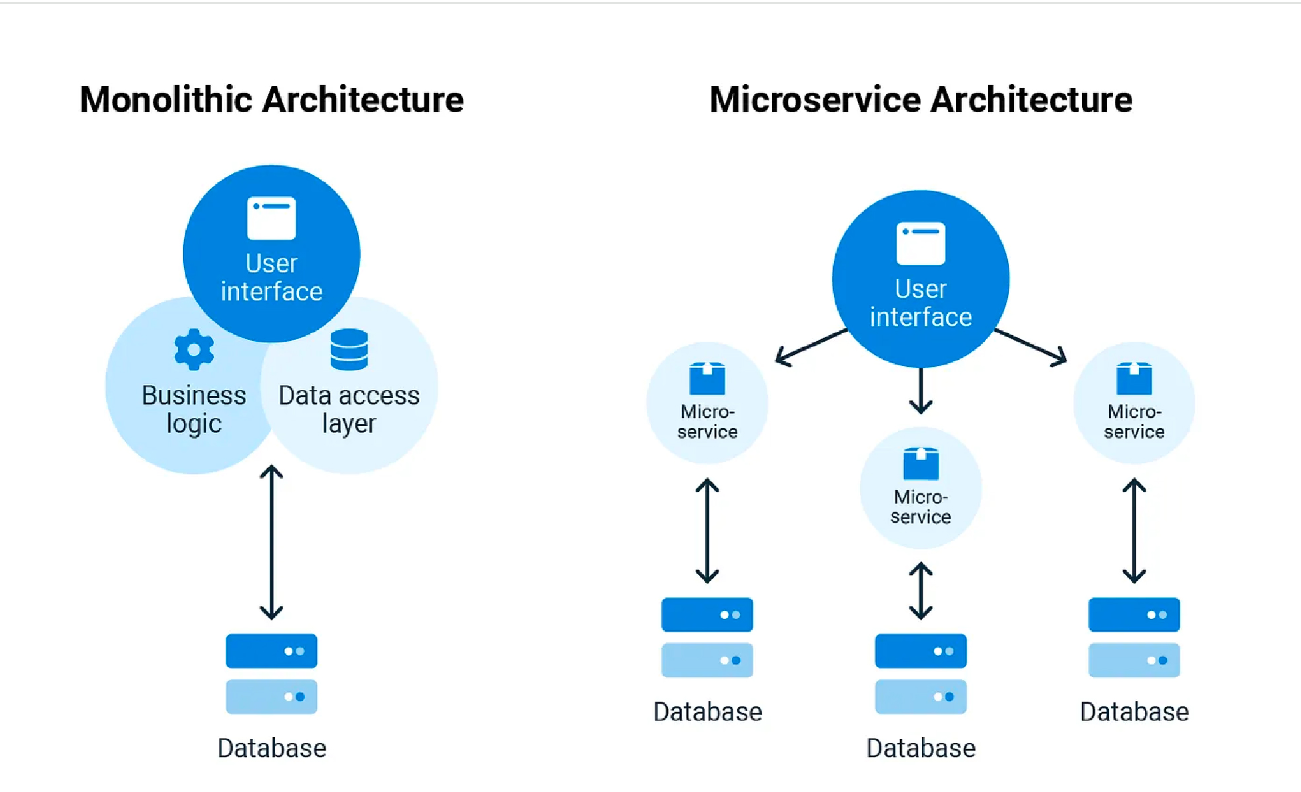 Monolithic Architecture
User
interface
Business
logic
Data access
layer
Database
Microservice Architecture
User
interface
Micro-
service
Micro-
service
Micro-
service
Database
Database
Database